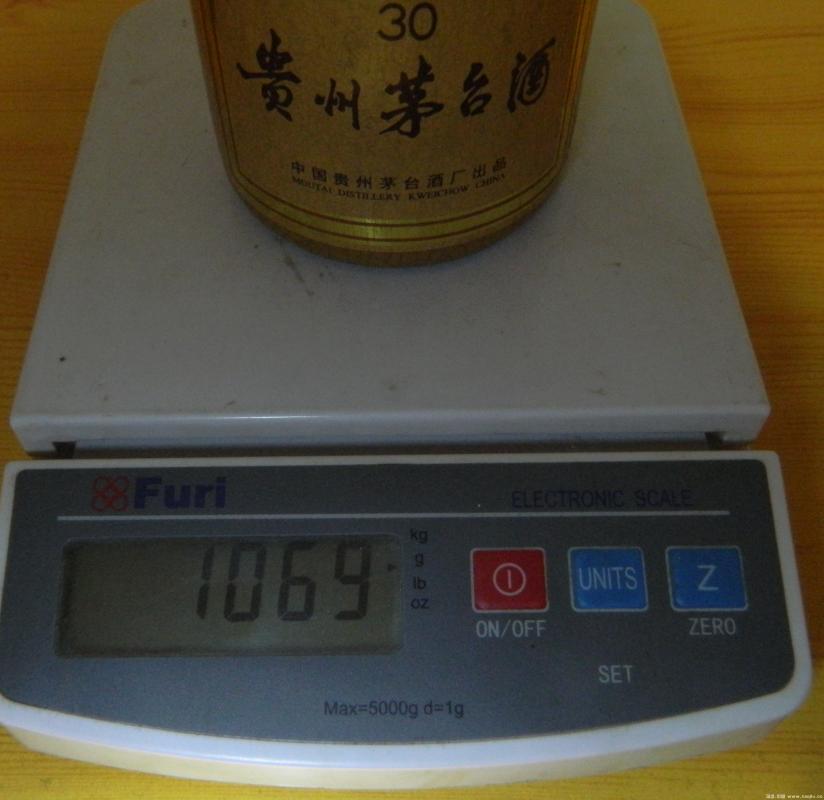 30
貴州茅台酒
中国贵州茅台酒厂出品
MOUTAI DISTILLERY KWEICHOW CHINA
Furi
ELECTRONIC SCALE
1069
kg
g
lb
oz
UNITS
Z
ON/OFF
ZERO
SET
Max=5000g d=1g